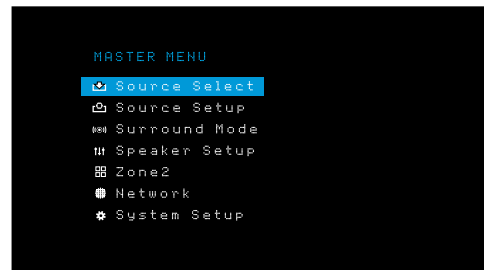 MASTER MENU
Source Select
Source Setup
Surround Mode
Speaker Setup
Zone2
Network
System Setup